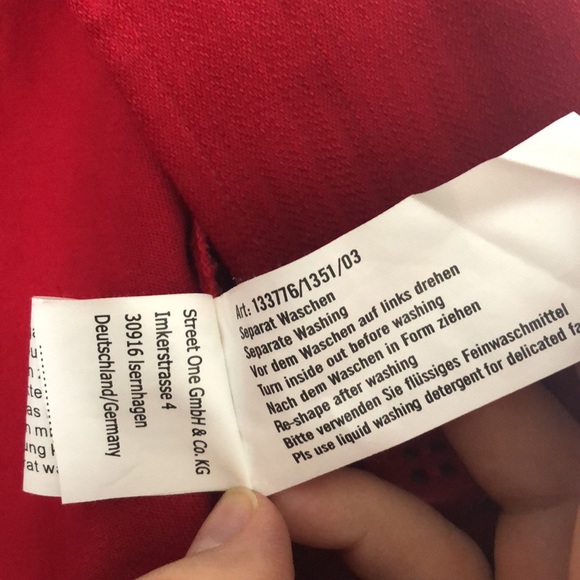 Street One GmbH & Co. KG
Imkerstrasse 4
30916 Isernhagen
Deutschland/Germany
Art: 133776/1351/03
Separat Waschen
Separate Washing
Vor dem Waschen auf links drehen
Turn inside out before washing
Nach dem Waschen in Form ziehen
Re-shape after washing
Bitte verwenden Sie flüssiges Feinwaschmittel
Pls use liquid washing detergent for delicated